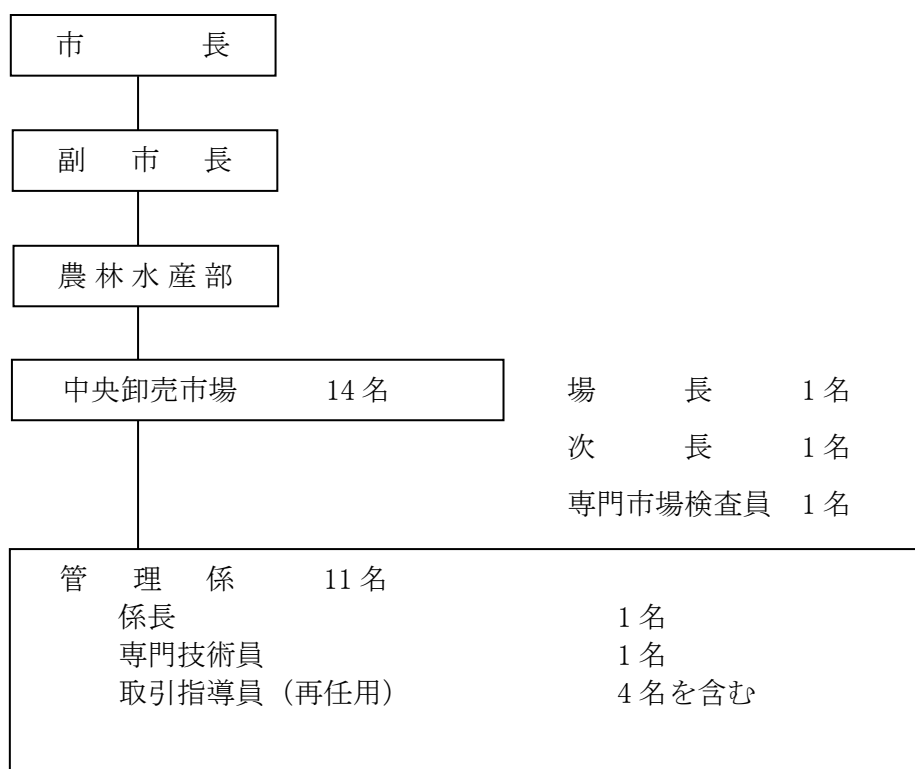 市長
副市長
農林水産部
中央卸売市場 14名 場長 1名
次長 1名
専門市場検査員 1名
管理係 11名
係長 1名
専門技術員 1名
取引指導員（再任用） 4名を含む